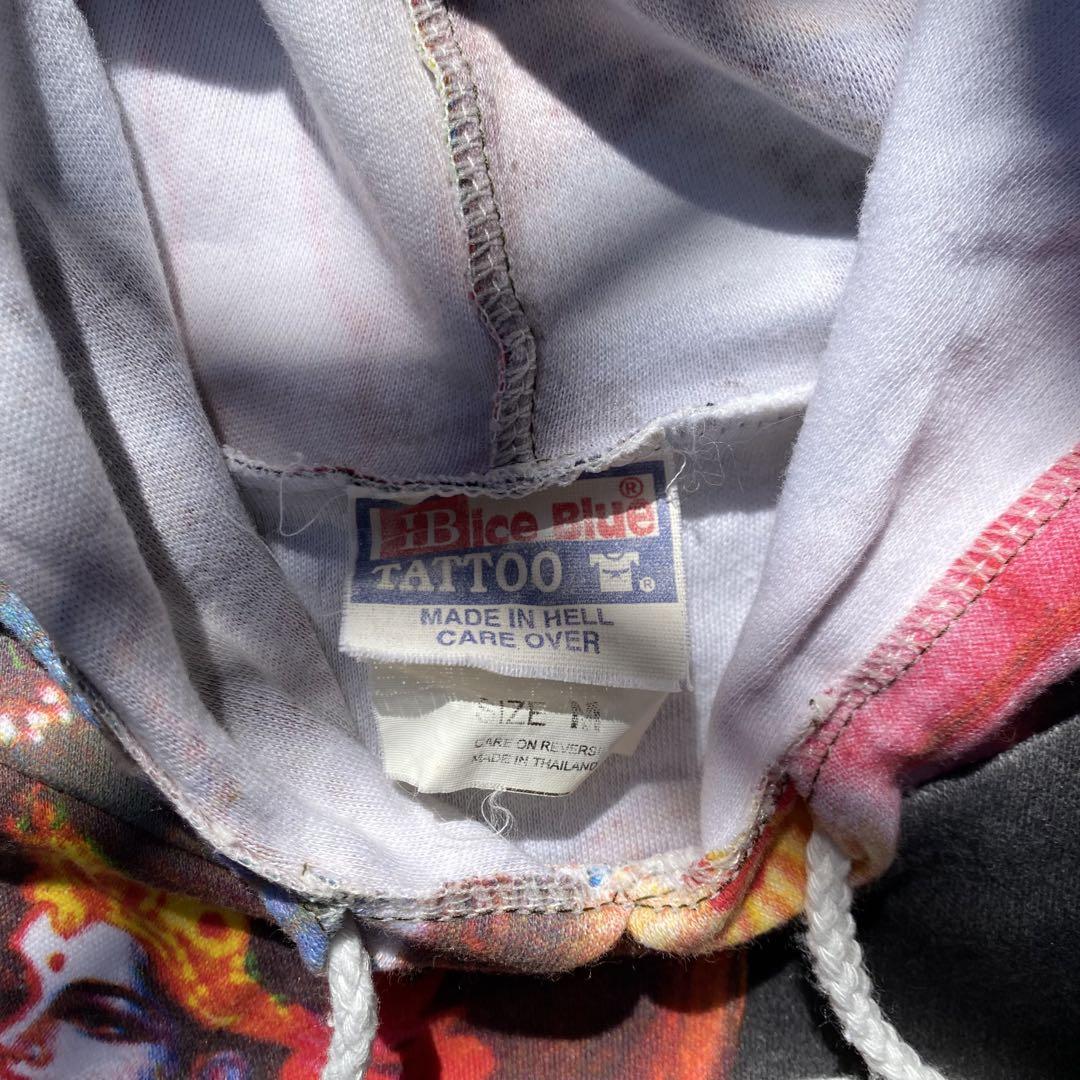 HB ice Blue®
TATTOO ®
MADE IN HELL
CARE OVER
SIZE M
CARE ON REVERSE
MADE IN THAILAND